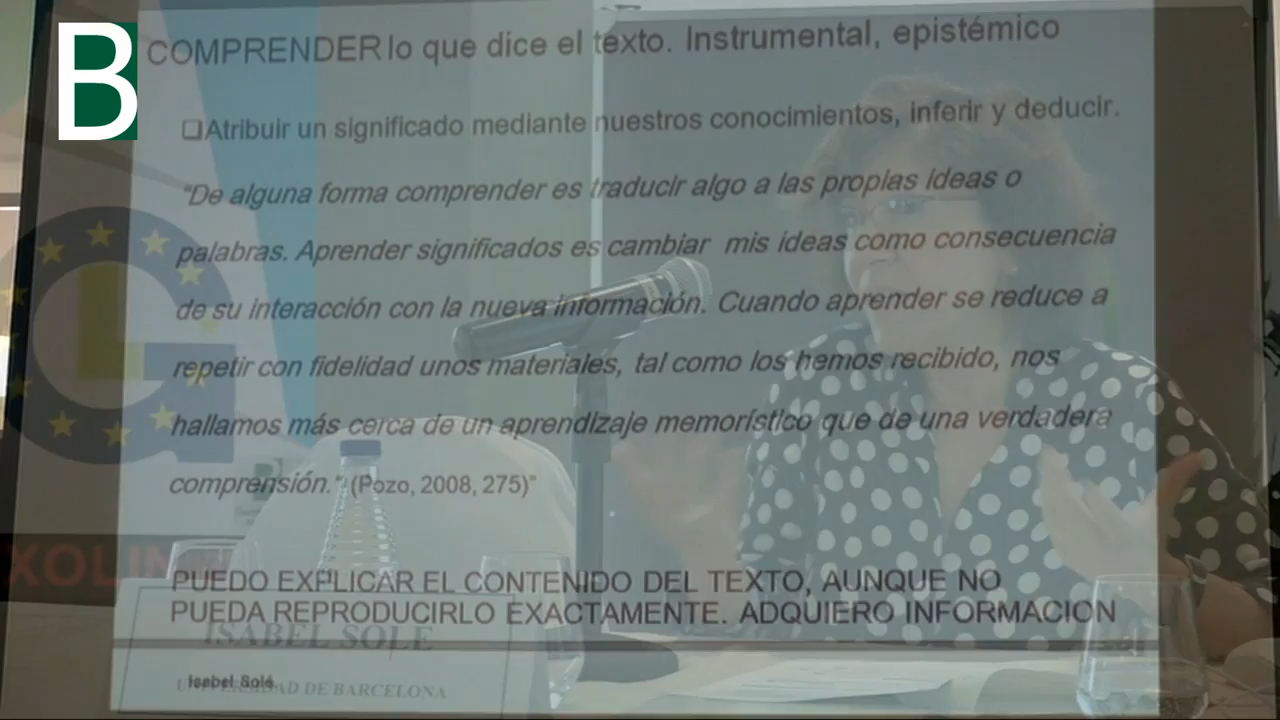 B
COMPRENDER lo que dice el texto. Instrumental, epistémico
❑Atribuir un significado mediante nuestros conocimientos, inferir y deducir.
"De alguna forma comprender es traducir algo a las propias ideas o
palabras. Aprender significados es cambiar mis ideas como consecuencia
de su interacción con la nueva información. Cuando aprender se reduce a
repetir con fidelidad unos materiales, tal como los hemos recibido, nos
hallamos más cerca de un aprendizaje memorístico que de una verdadera
comprensión." (Pozo, 2008, 275)"
XOLIN
PUEDO EXPLICAR EL CONTENIDO DEL TEXTO, AUNQUE NO
PUEDA REPRODUCIRLO EXACTAMENTE. ADQUIERO INFORMACION
ISABEL SOLÉ
Isabel Solé
UNIVERSIDAD DE BARCELONA